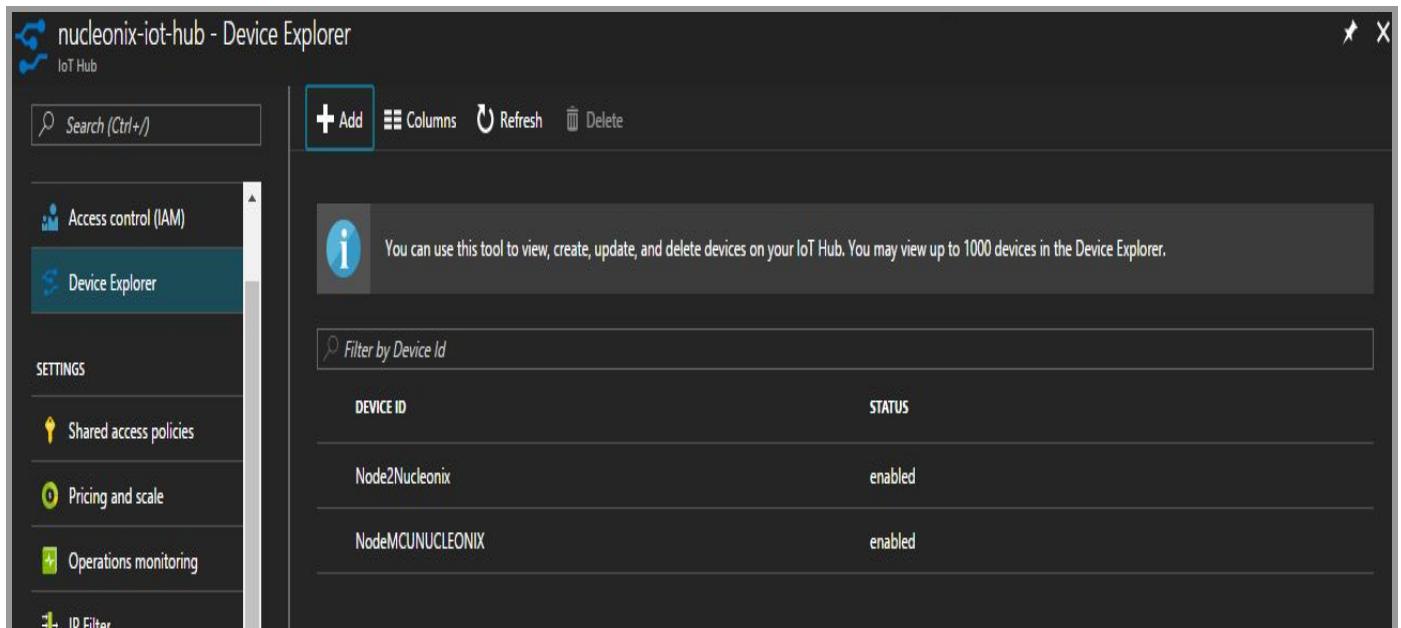 nucleonix-iot-hub - Device Explorer
IoT Hub
Search (Ctrl+/)
Access control (IAM)
Device Explorer
SETTINGS
Shared access policies
Pricing and scale
Operations monitoring
IP Filter
Add Columns Refresh Delete
You can use this tool to view, create, update, and delete devices on your IoT Hub. You may view up to 1000 devices in the Device Explorer.
Filter by Device Id
DEVICE ID STATUS
Node2Nucleonix enabled
NodeMCUNUCLEONIX enabled